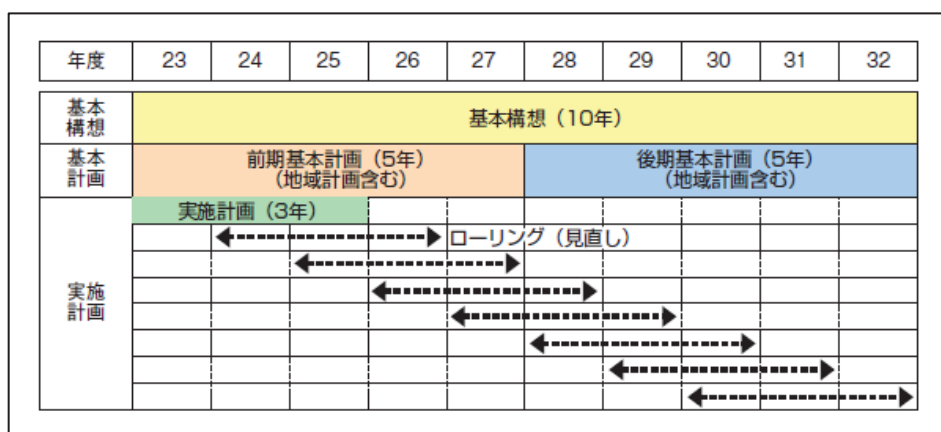 年度 23 24 25 26 27 28 29 30 31 32
基本
構想
基本構想（10年）
基本
計画
前期基本計画（5年）
（地域計画含む）
後期基本計画（5年）
（地域計画含む）
実施
計画
実施計画（3年）
ローリング（見直し）